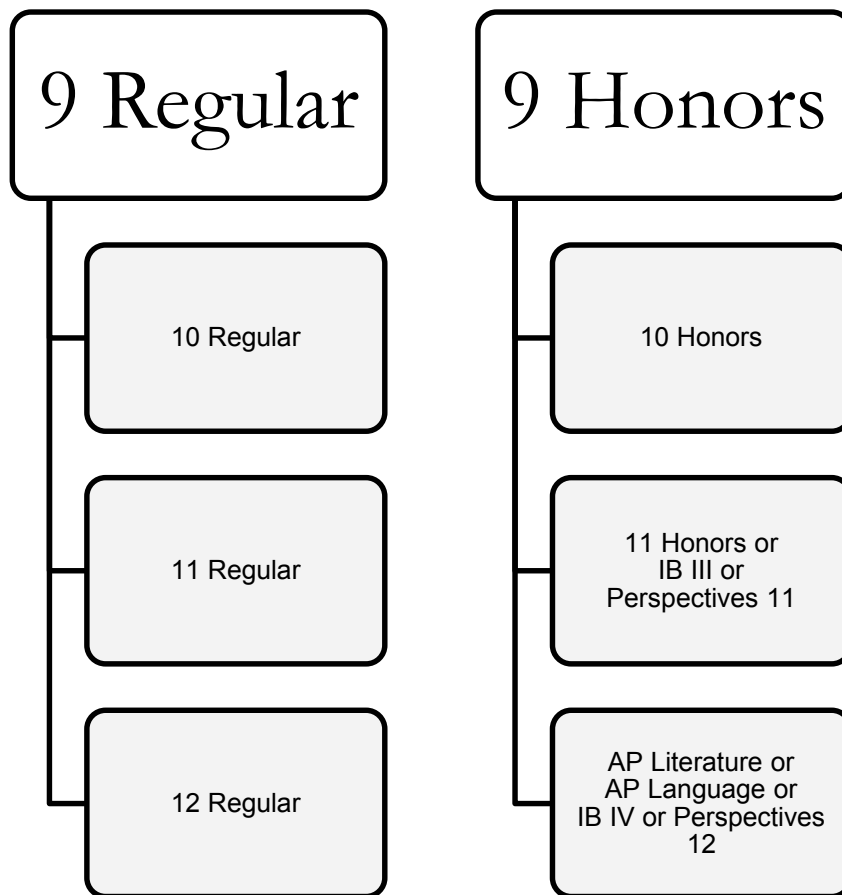 9 Regular
10 Regular
11 Regular
12 Regular
9 Honors
10 Honors
11 Honors or
IB III or
Perspectives 11
AP Literature or
AP Language or
IB IV or Perspectives
12